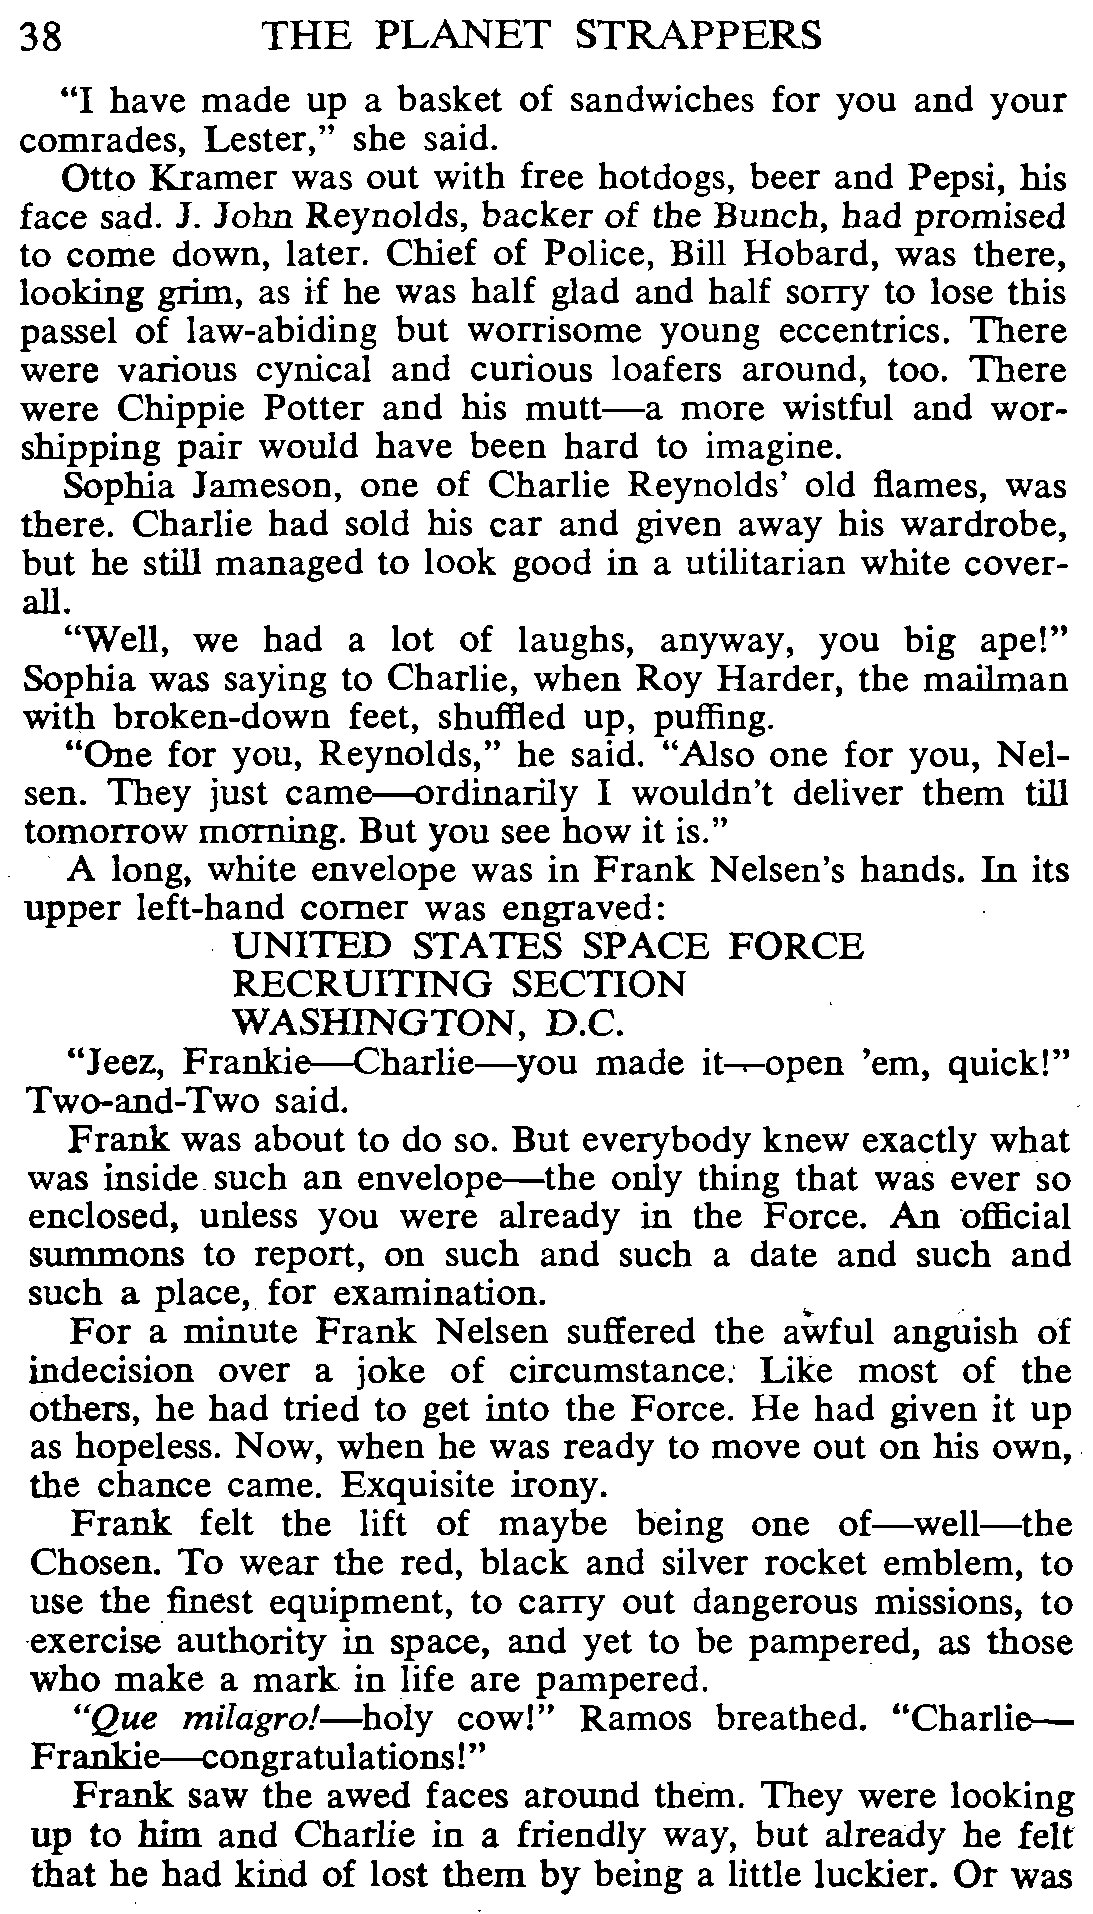 38 THE PLANET STRAPPERS
“I have made up a basket of sandwiches for you and your
comrades, Lester,” she said.
Otto Kramer was out with free hotdogs, beer and Pepsi, his
face sad. J. John Reynolds, backer of the Bunch, had promised
to come down, later. Chief of Police, Bill Hobard, was there,
looking grim, as if he was half glad and half sorry to lose this
passel of law-abiding but worrisome young eccentrics. There
were various cynical and curious loafers around, too. There
were Chippie Potter and his mutt—a more wistful and wor-
shipping pair would have been hard to imagine.
Sophia Jameson, one of Charlie Reynolds’ old flames, was
there. Charlie had sold his car and given away his wardrobe,
but he still managed to look good in a utilitarian white cover-
all.
“Well, we had a lot of laughs, anyway, you big ape!”
Sophia was saying to Charlie, when Roy Harder, the mailman
with broken-down feet, shuffled up, puffing.
“One for you, Reynolds,” he said. “Also one for you, Nel-
sen. They just came—ordinarily I wouldn’t deliver them till
tomorrow morning. But you see how it is.”
A long, white envelope was in Frank Nelsen’s hands. In its
upper left-hand corner was engraved:
UNITED STATES SPACE FORCE
RECRUITING SECTION
WASHINGTON, D.C.
“Jeez, Frankie—Charlie—you made it—open ’em, quick!”
Two-and-Two said.
Frank was about to do so. But everybody knew exactly what
was inside such an envelope—the only thing that was ever so
enclosed, unless you were already in the Force. An official
summons to report, on such and such a date and such and
such a place, for examination.
For a minute Frank Nelsen suffered the awful anguish of
indecision over a joke of circumstance. Like most of the
others, he had tried to get into the Force. He had given it up
as hopeless. Now, when he was ready to move out on his own,
the chance came. Exquisite irony.
Frank felt the lift of maybe being one of—well—the
Chosen. To wear the red, black and silver rocket emblem, to
use the finest equipment, to carry out dangerous missions, to
exercise authority in space, and yet to be pampered, as those
who make a mark in life are pampered.
“Que milagro!—holy cow!” Ramos breathed. “Charlie—
Frankie—congratulations!”
Frank saw the awed faces around them. They were looking
up to him and Charlie in a friendly way, but already he felt
that he had kind of lost them by being a little luckier. Or was